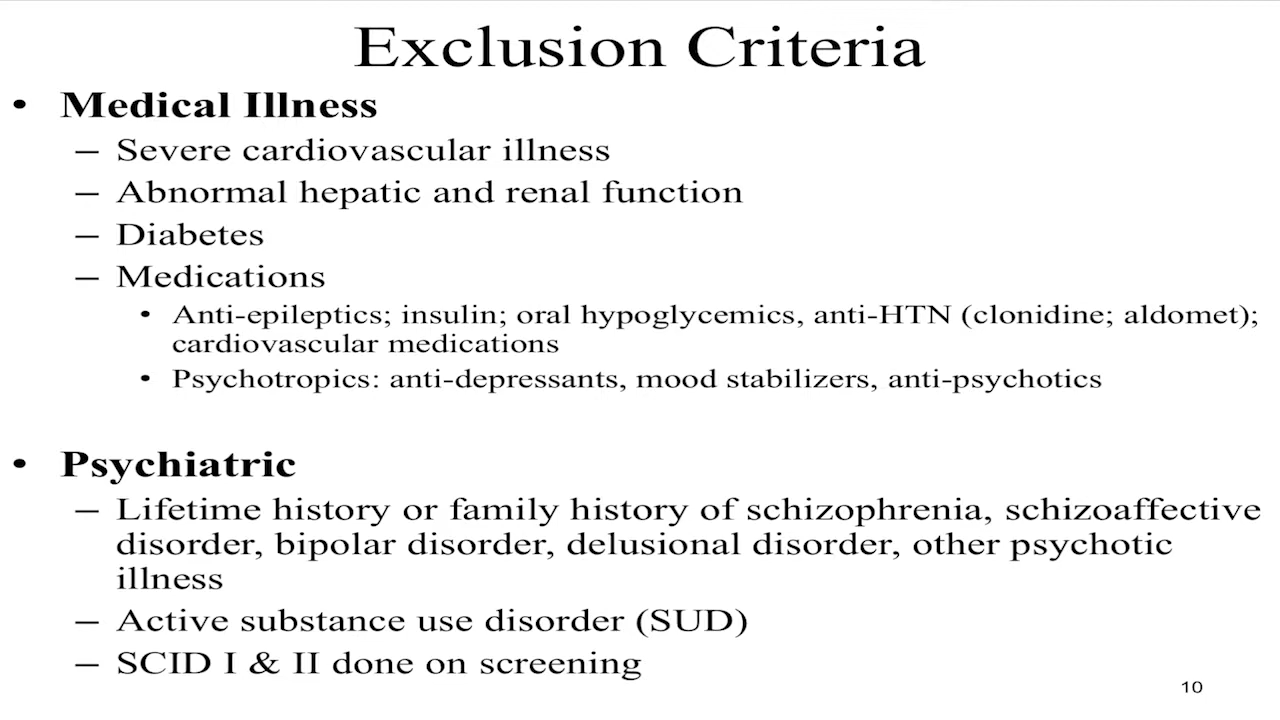 Exclusion Criteria
• Medical Illness
– Severe cardiovascular illness
– Abnormal hepatic and renal function
– Diabetes
– Medications
• Anti-epileptics; insulin; oral hypoglycemics, anti-HTN (clonidine; aldomet);
cardiovascular medications
• Psychotropics: anti-depressants, mood stabilizers, anti-psychotics
• Psychiatric
– Lifetime history or family history of schizophrenia, schizoaffective
disorder, bipolar disorder, delusional disorder, other psychotic
illness
– Active substance use disorder (SUD)
– SCID I & II done on screening
10